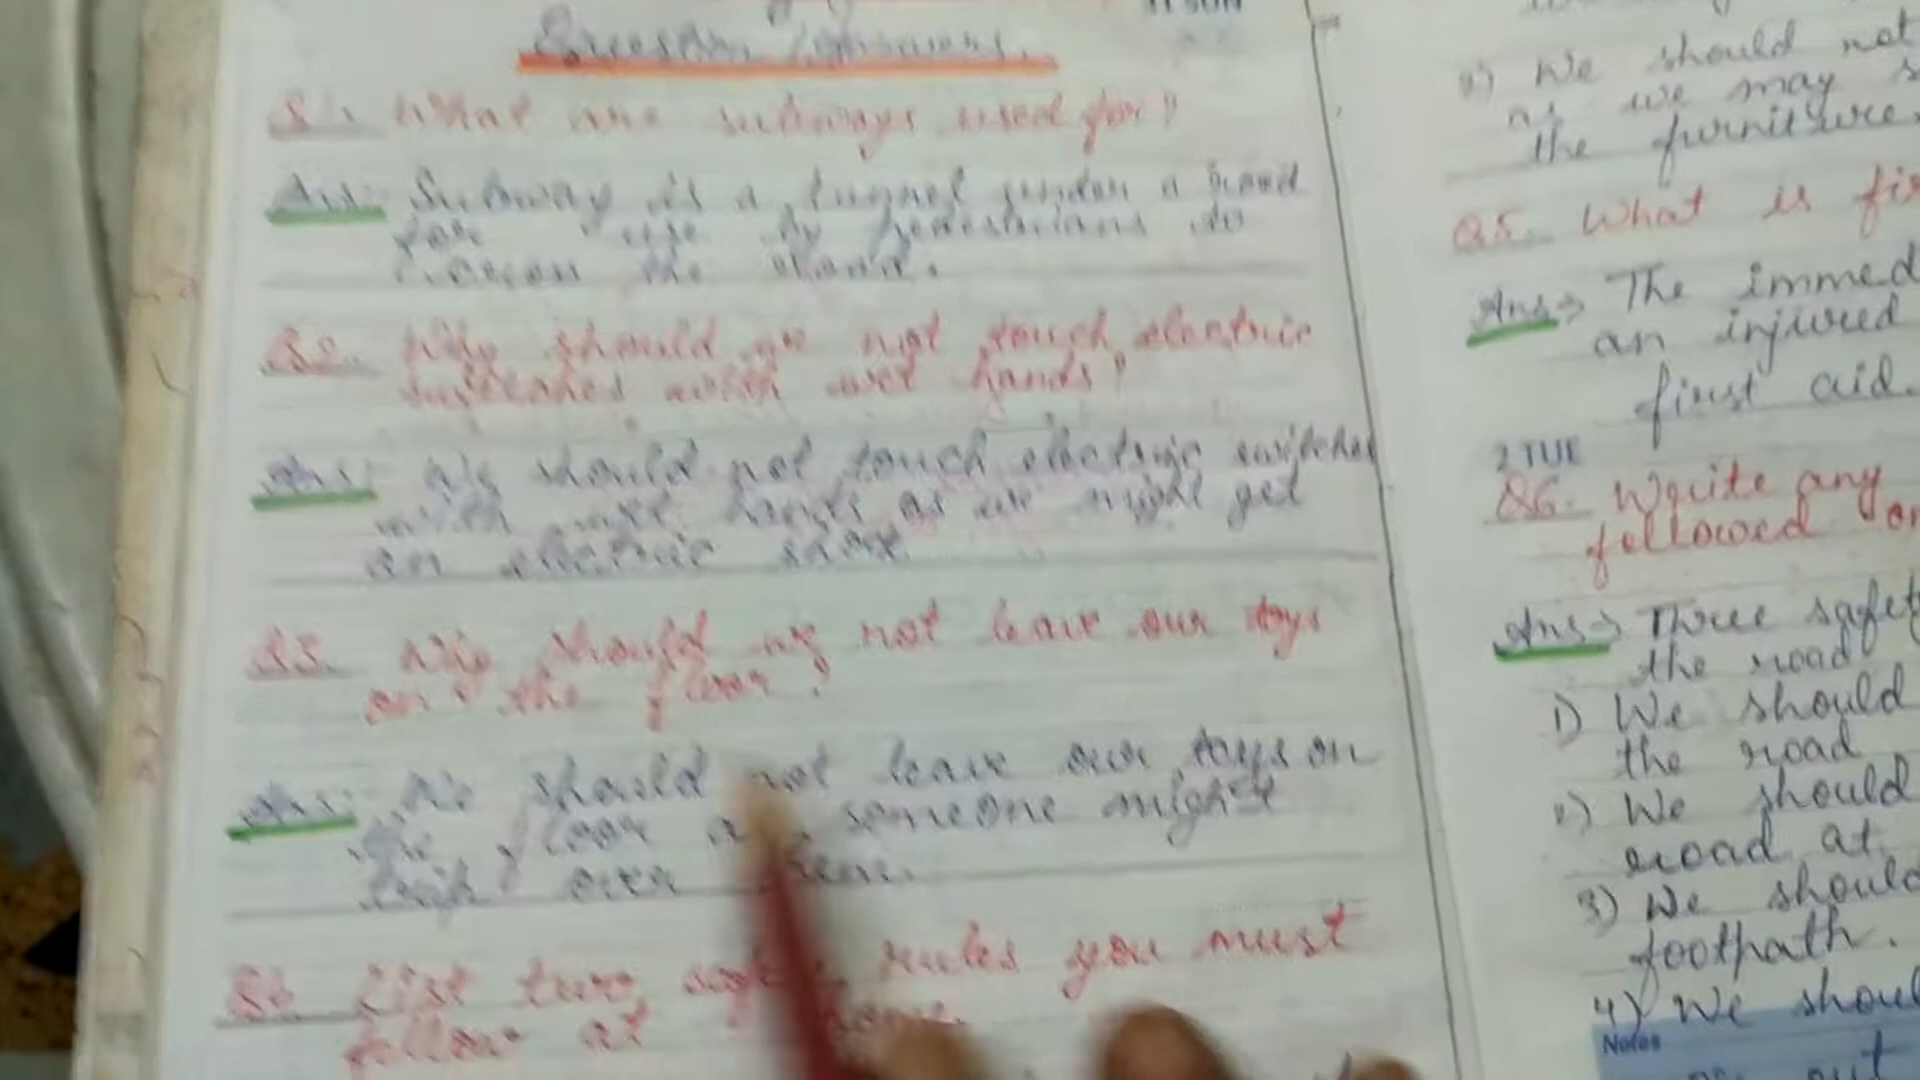 Question Answers.
31 SUN
Q1. What are subways used for?
Ans: Subway is a tunnel under a road
for use by pedestrians to
cross the road.
Q2. Why should we not touch electric
switches with wet hands?
Ans: We should not touch electric switches
with wet hands as we might get
an electric shock.
Q3. Why should we not leave our toys
on the floor?
Ans: We should not leave our toys on
the floor as someone might
trip over them.
Q4. List two safety rules you must
follow at home.
2) We should not
as we may
the furniture.
Q5. What is
Ans→ The
an injured
first aid.
2 TUE
Q6. Write any
followed
Ans→ Three
the road
1) We should
the road
2) We should
road at
3) We should
footpath.
4) We
Notes